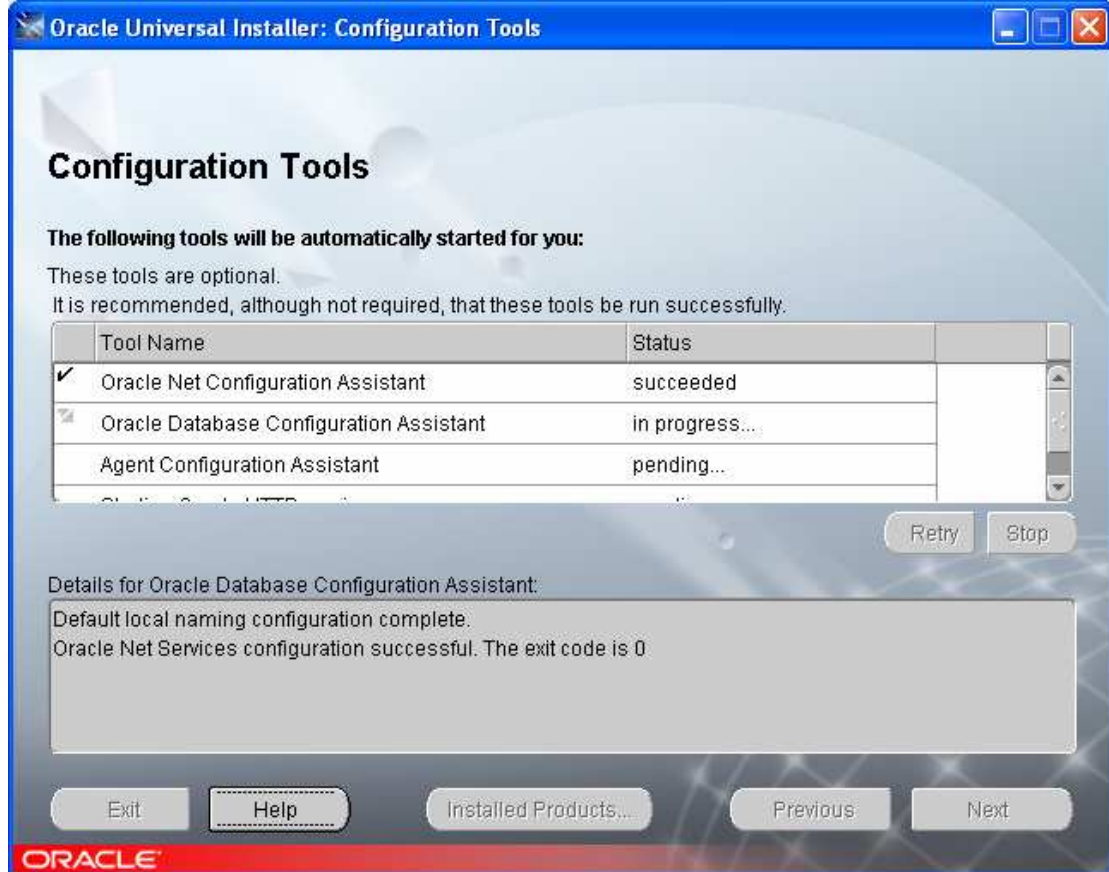 Oracle Universal Installer: Configuration Tools
Configuration Tools
The following tools will be automatically started for you:
These tools are optional.
It is recommended, although not required, that these tools be run successfully.
Tool Name Status
Oracle Net Configuration Assistant succeeded
Oracle Database Configuration Assistant in progress...
Agent Configuration Assistant pending...
Retry Stop
Details for Oracle Database Configuration Assistant:
Default local naming configuration complete.
Oracle Net Services configuration successful. The exit code is 0
Exit Help Installed Products... Previous Next
ORACLE